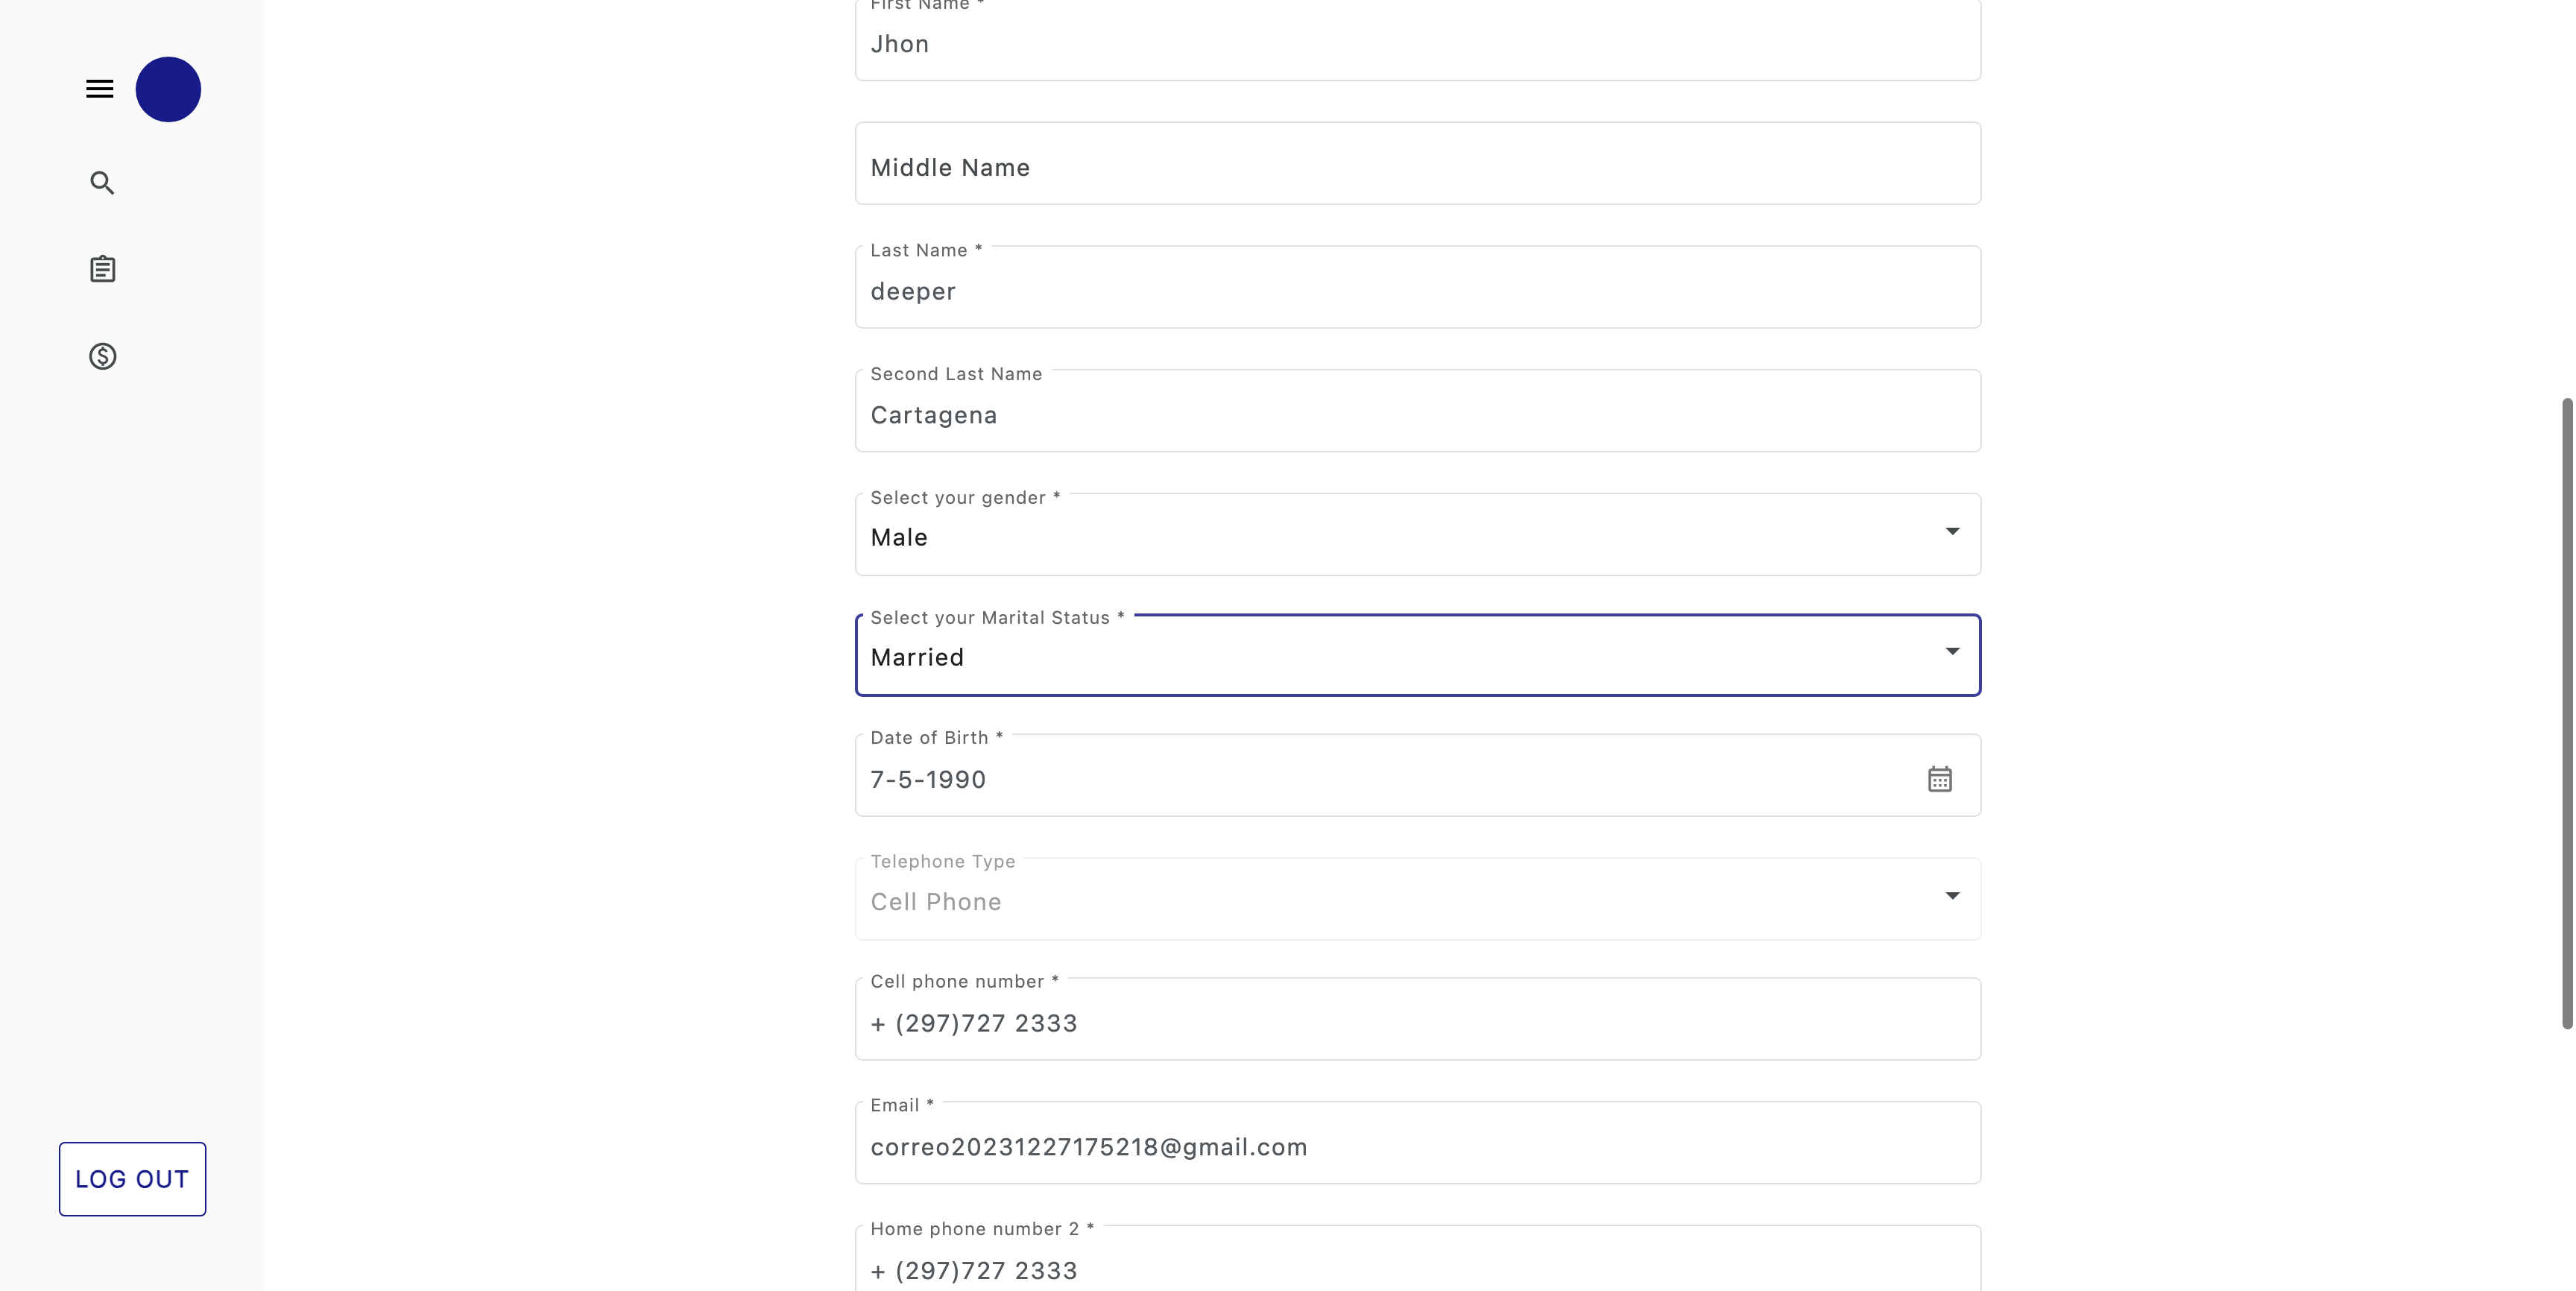 First Name *
Jhon
Middle Name
Last Name *
deeper
Second Last Name
Cartagena
Select your gender *
Male
Select your Marital Status *
Married
Date of Birth *
7-5-1990
Telephone Type
Cell Phone
Cell phone number *
+ (297)727 2333
Email *
correo20231227175218@gmail.com
Home phone number 2 *
+ (297)727 2333
LOG OUT